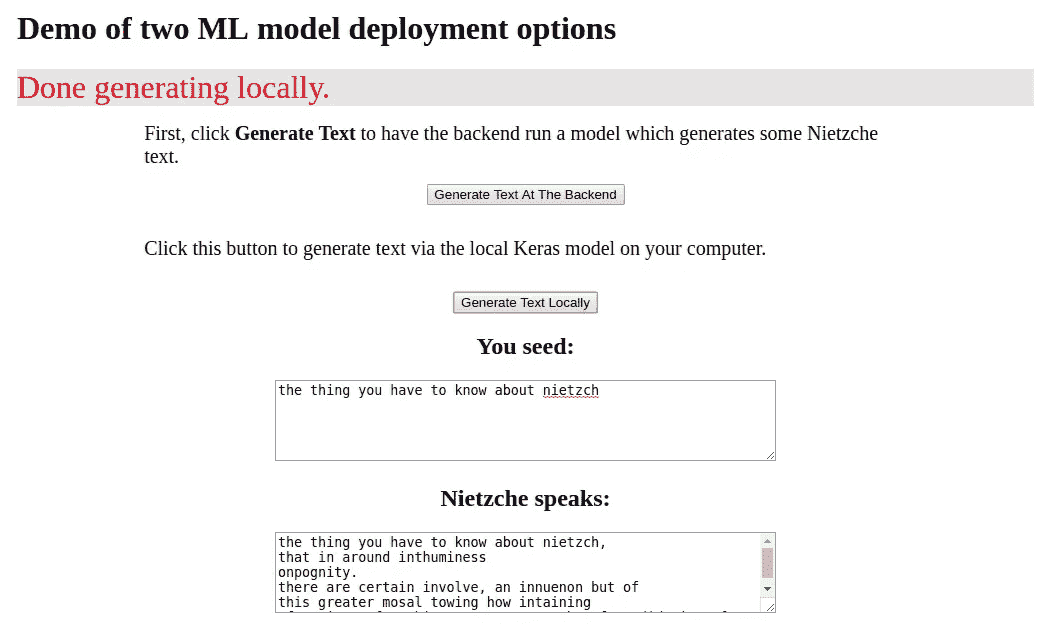 Demo of two ML model deployment options
Done generating locally.
First, click Generate Text to have the backend run a model which generates some Nietzche
text.
Generate Text At The Backend
Click this button to generate text via the local Keras model on your computer.
Generate Text Locally
You seed:
the thing you have to know about nietzch
Nietzche speaks:
the thing you have to know about nietzch,
that in around inthuminess
onpognity.
there are certain involve, an innuenon but of
this greater mosal towing how intaining